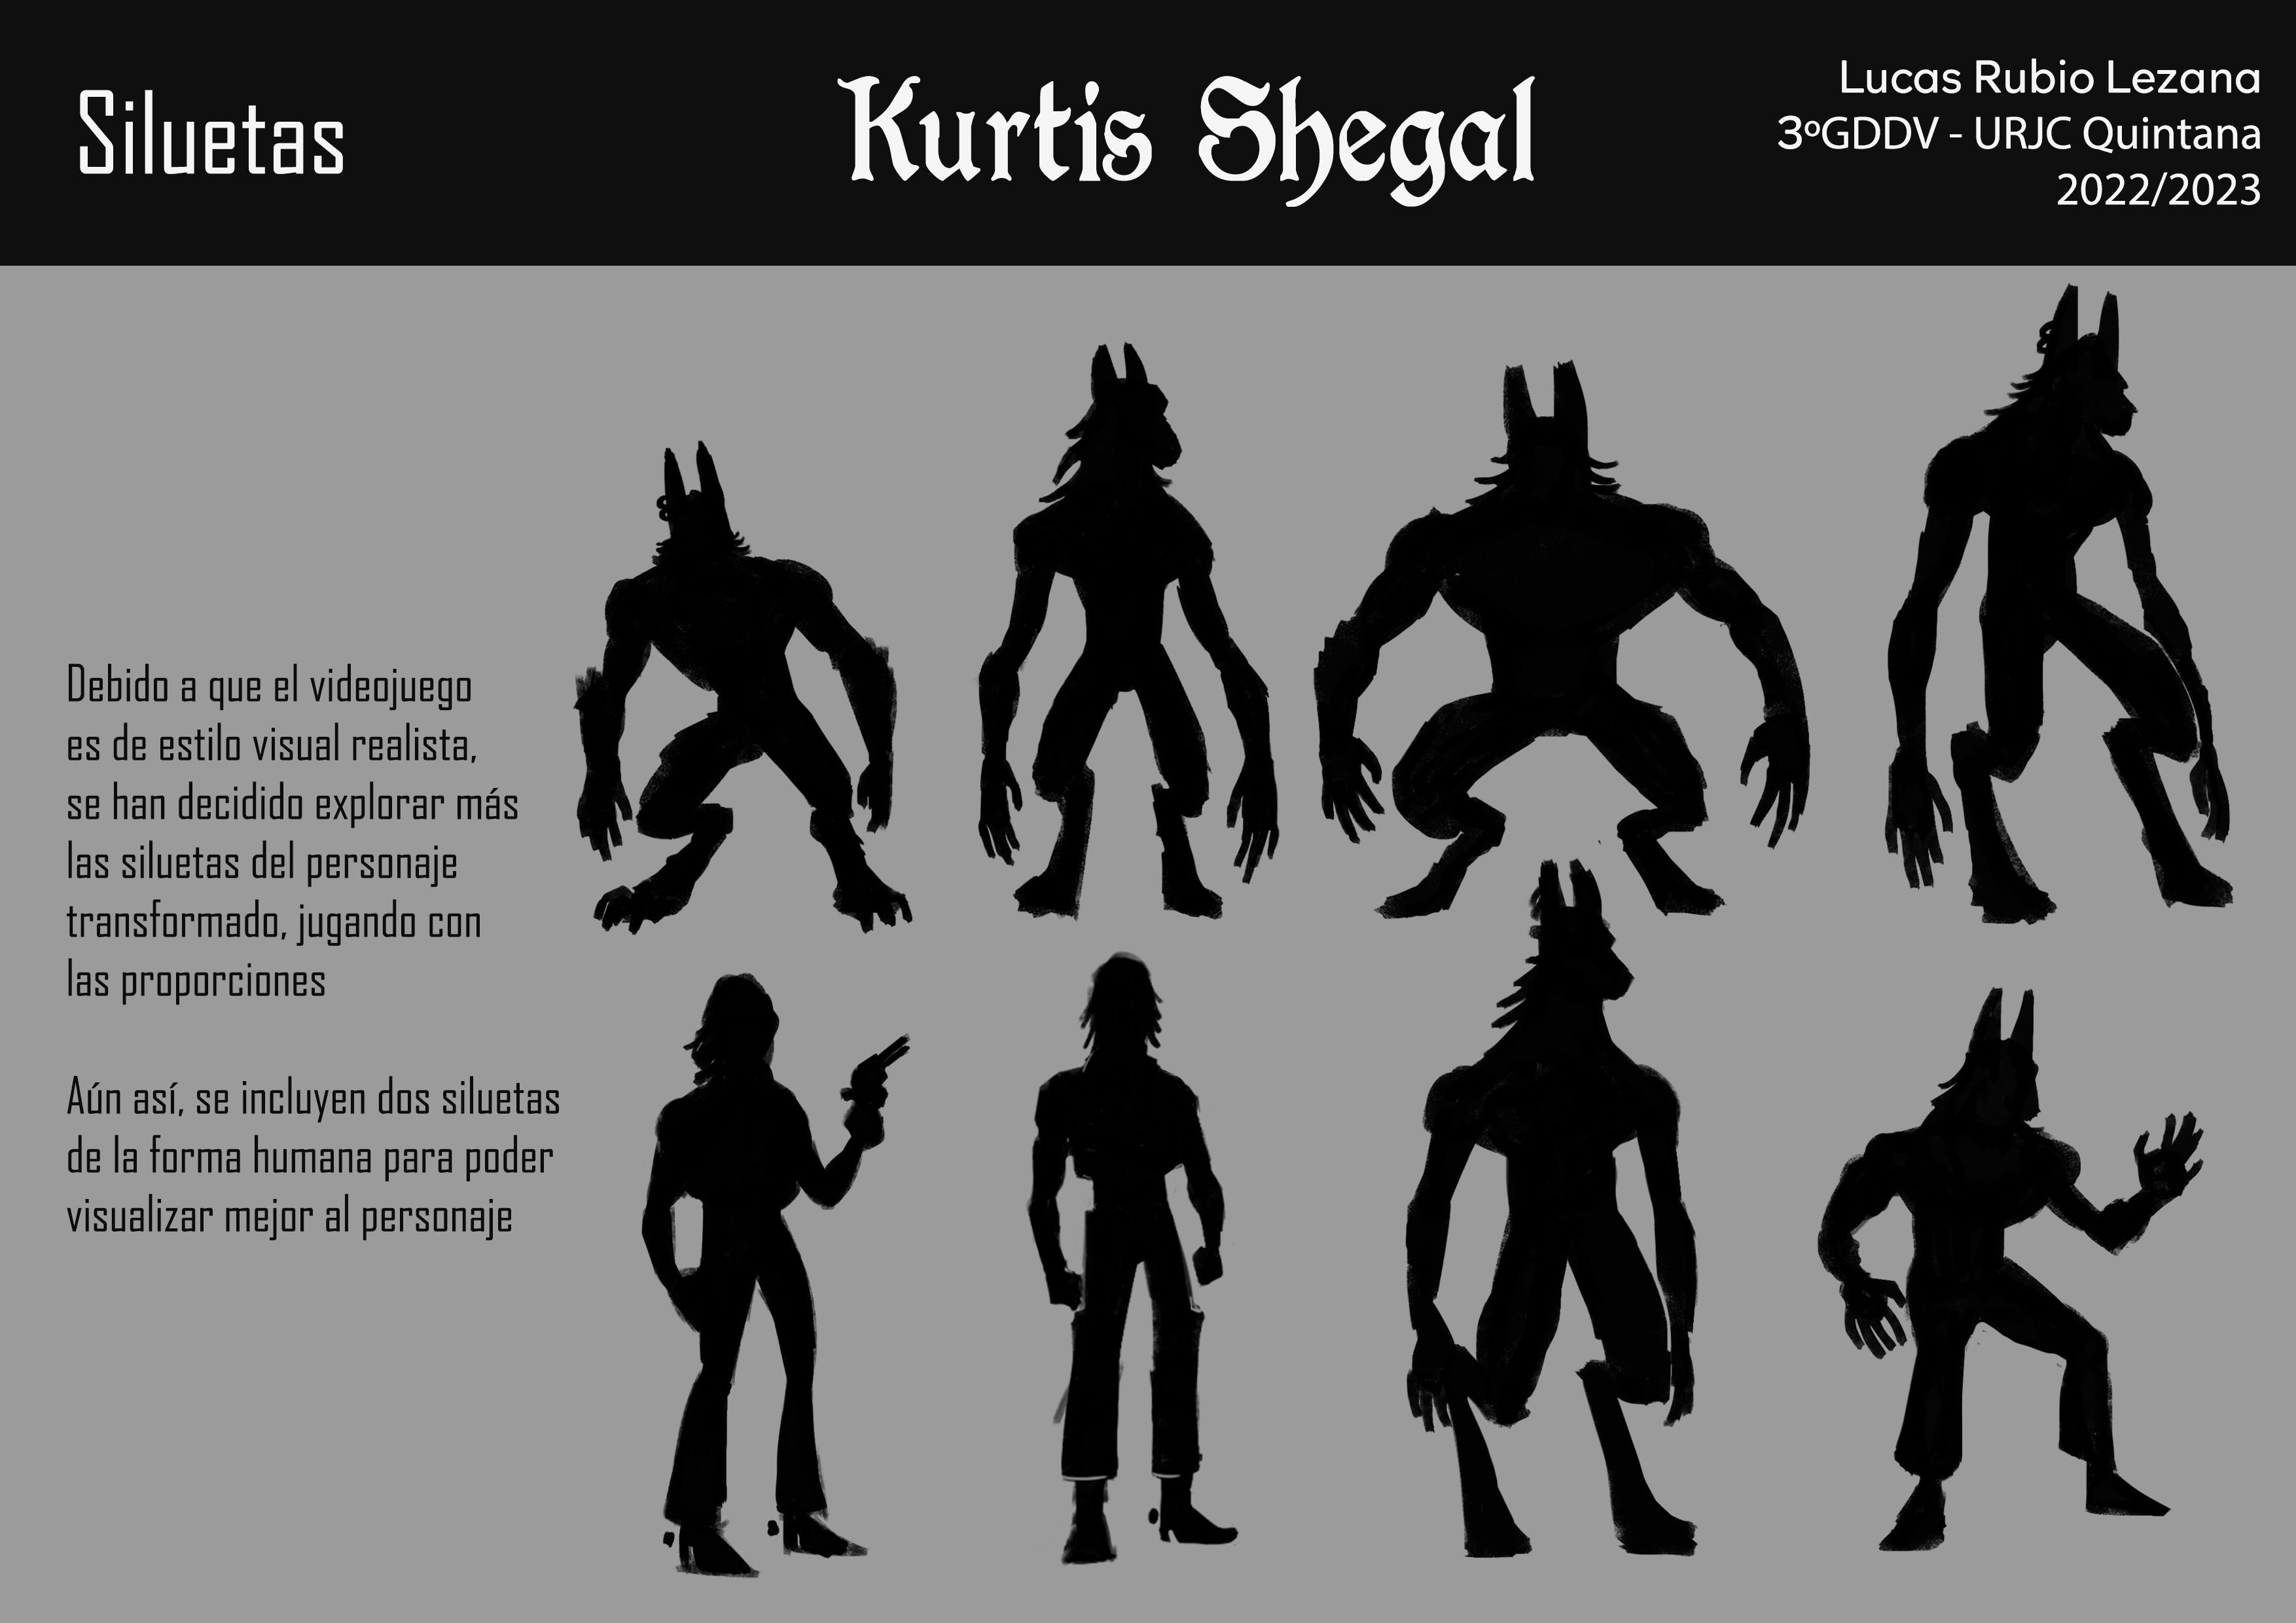 Siluetas
Kurtis Shegal
Lucas Rubio Lezana
3ºGDDV - URJC Quintana
2022/2023
Debido a que el videojuego
es de estilo visual realista,
se han decidido explorar más
las siluetas del personaje
transformado, jugando con
las proporciones
Aún así, se incluyen dos siluetas
de la forma humana para poder
visualizar mejor al personaje